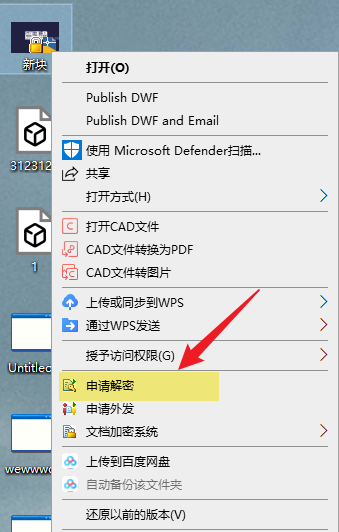 新块
打开(O)
Publish DWF
Publish DWF and Email
312312
使用 Microsoft Defender扫描...
共享
打开方式(H)
打开CAD文件
CAD文件转换为PDF
1
CAD文件转图片
上传或同步到WPS
通过WPS发送
授予访问权限(G)
Untitled
申请解密
申请外发
文档加密系统
上传到百度网盘
wewwwc
自动备份该文件夹
还原以前的版本(V)